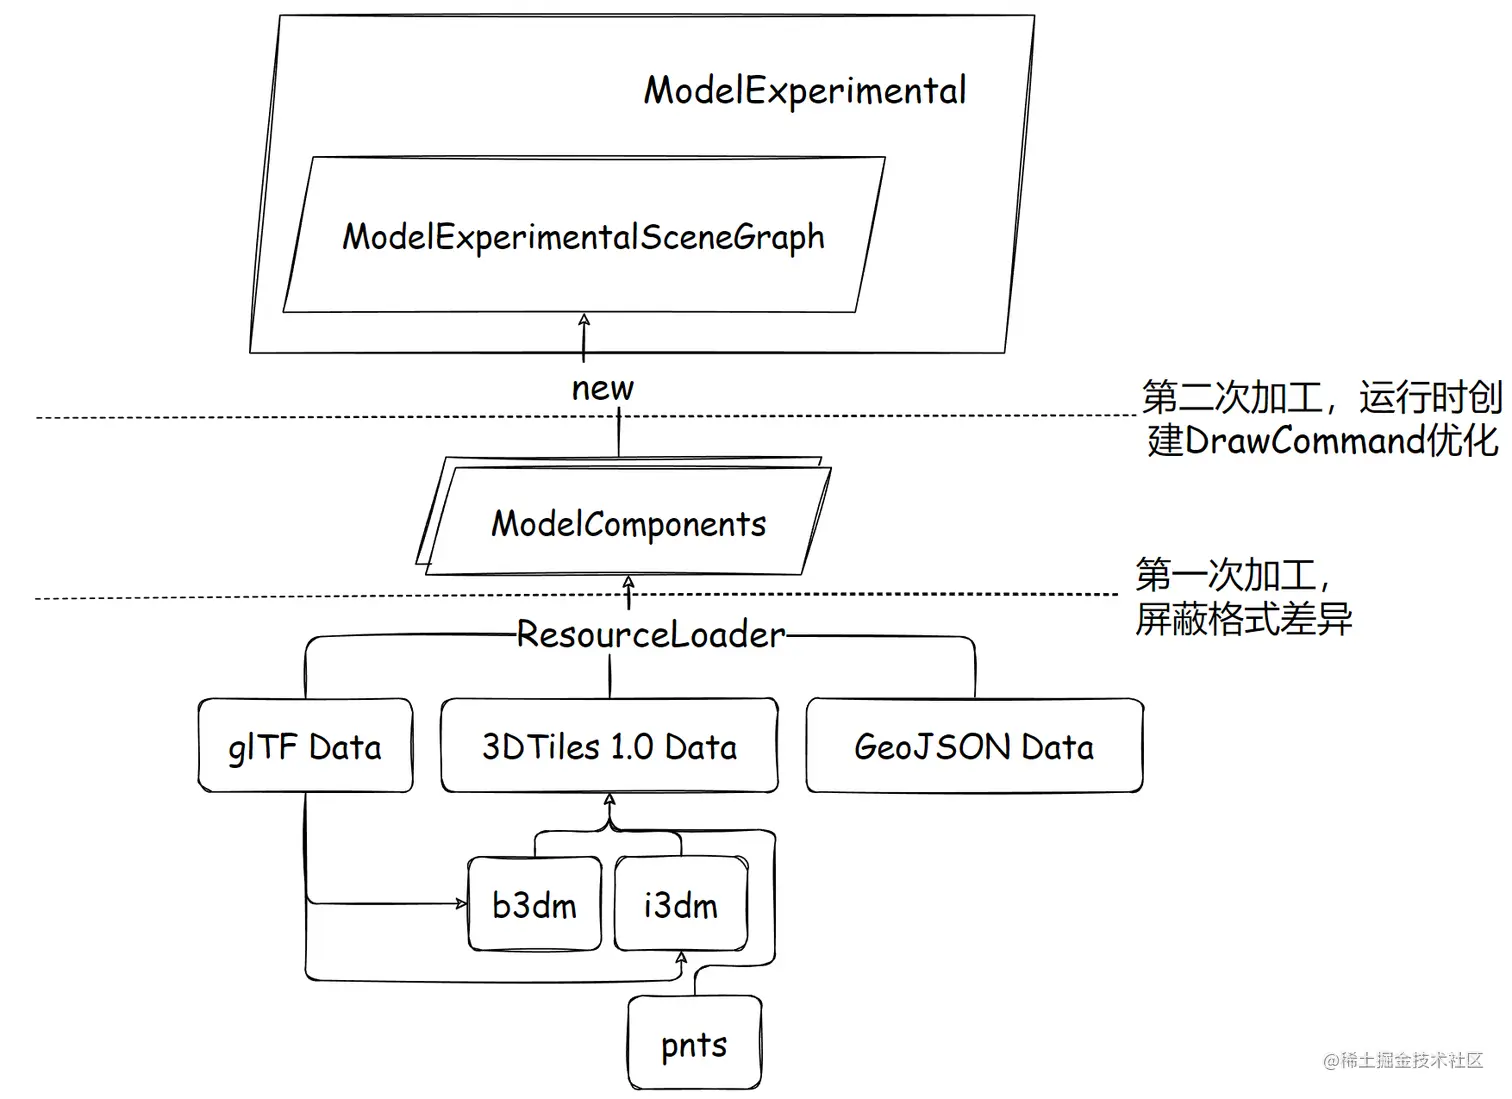 ModelExperimental
ModelExperimentalSceneGraph
new
第二次加工，运行时创
建DrawCommand优化
ModelComponents
第一次加工，
屏蔽格式差异
ResourceLoader
glTF Data
3DTiles 1.0 Data
GeoJSON Data
b3dm
i3dm
pnts
@稀土掘金技术社区